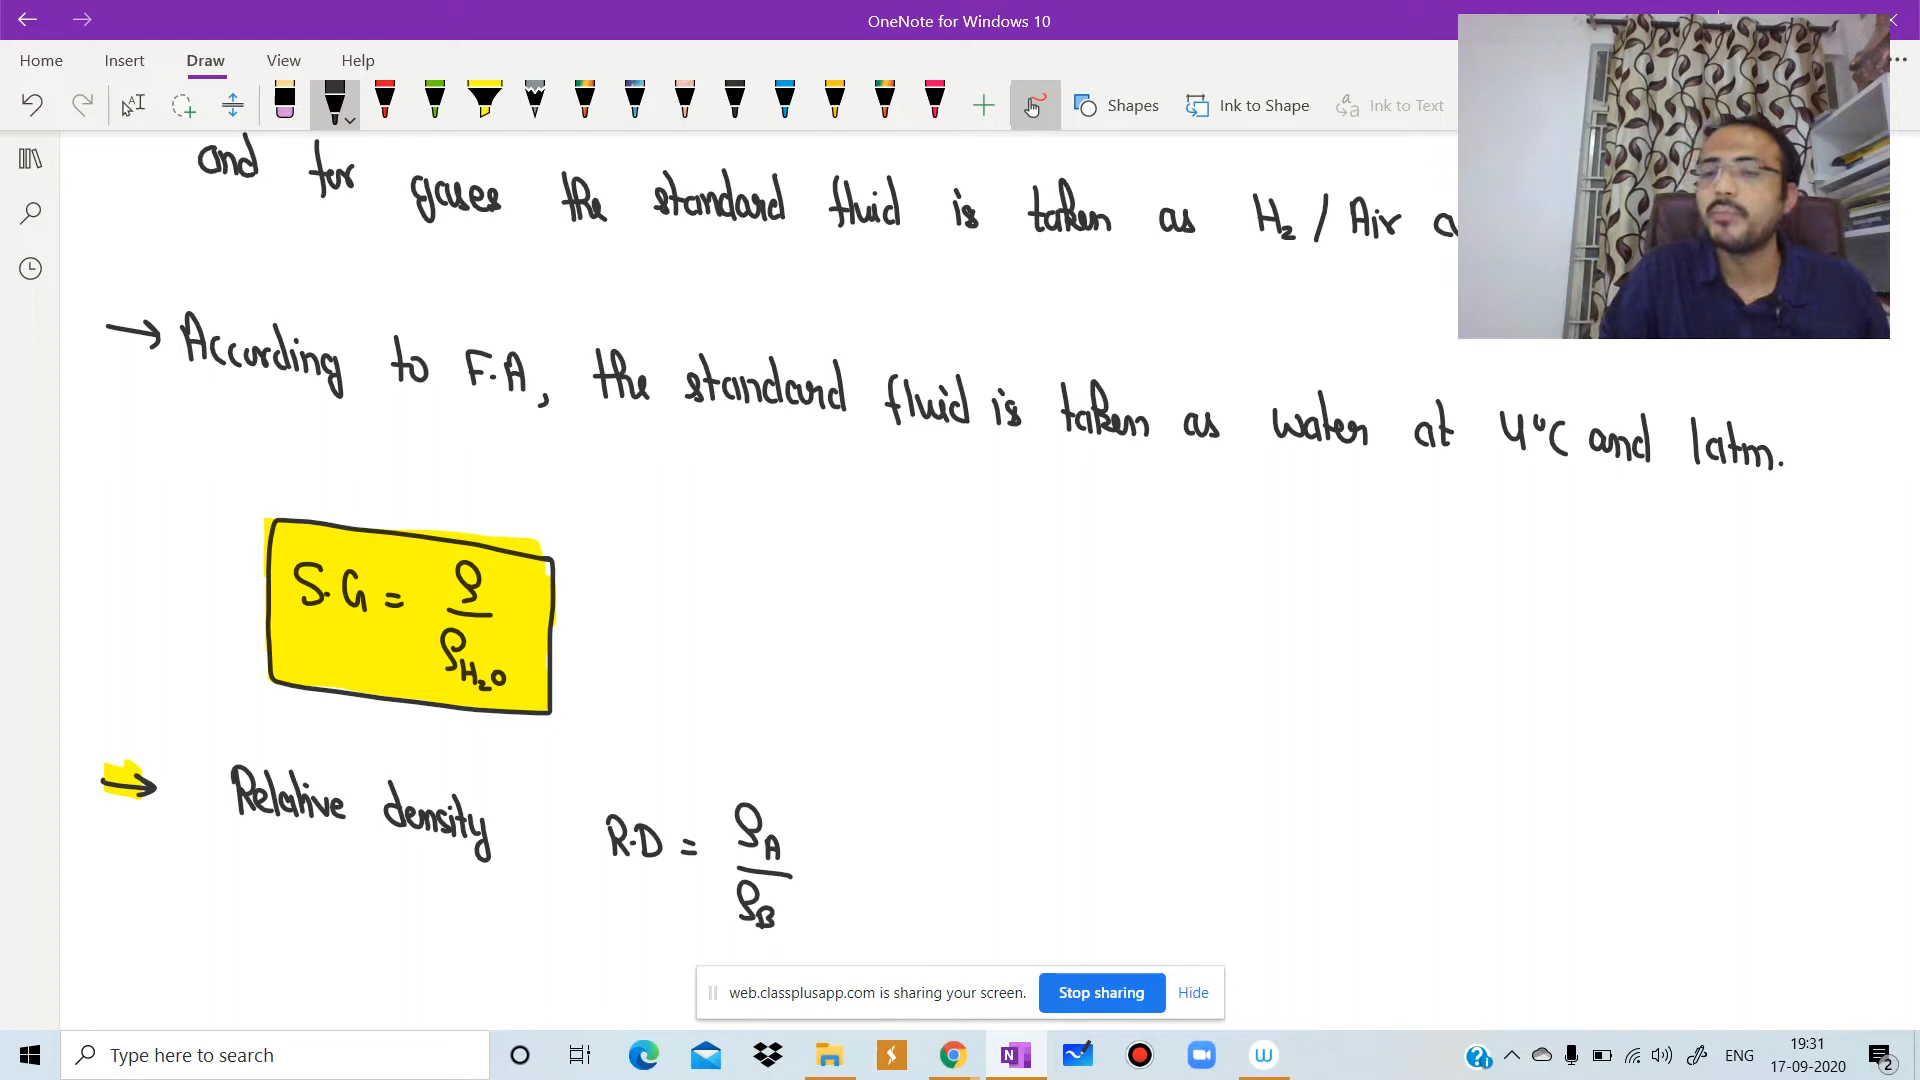 OneNote for Windows 10
Home Insert Draw View Help
Shapes Ink to Shape Ink to Text
and for gases the standard fluid is taken as H₂ / Air
→ According to F.A, the standard fluid is taken as water at 4°C and 1atm.
S.G = ρ / ρH₂O
→ Relative density R.D = ρA / ρB
web.classplusapp.com is sharing your screen. Stop sharing Hide
Type here to search
ENG
19:31
17-09-2020
2